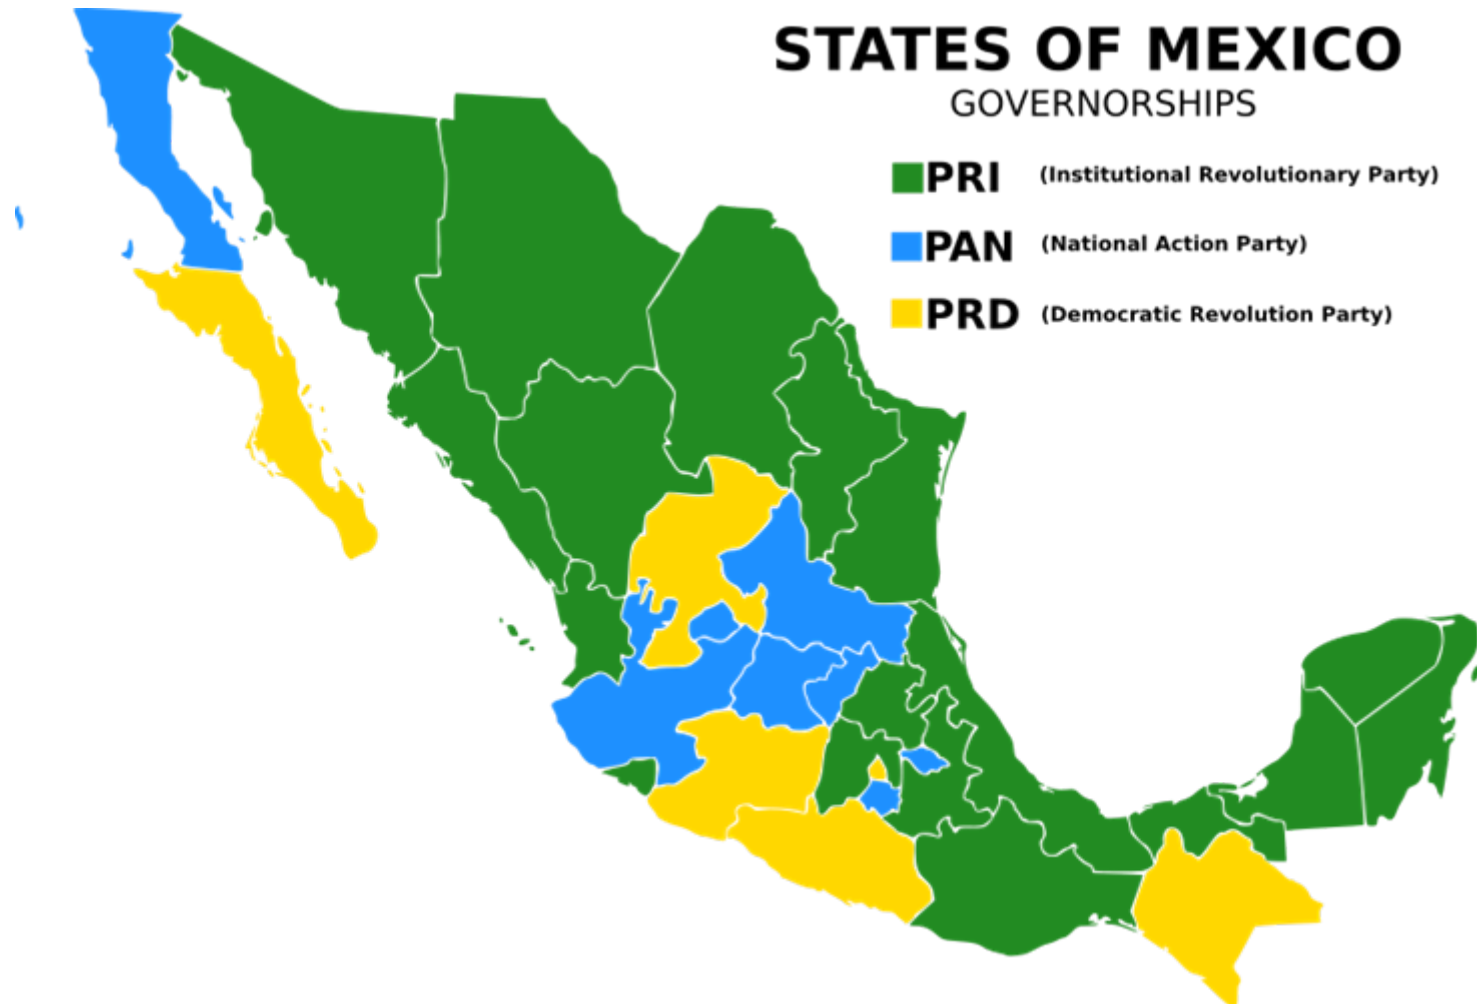 STATES OF MEXICO
GOVERNORSHIPS
PRI (Institutional Revolutionary Party)
PAN (National Action Party)
PRD (Democratic Revolution Party)